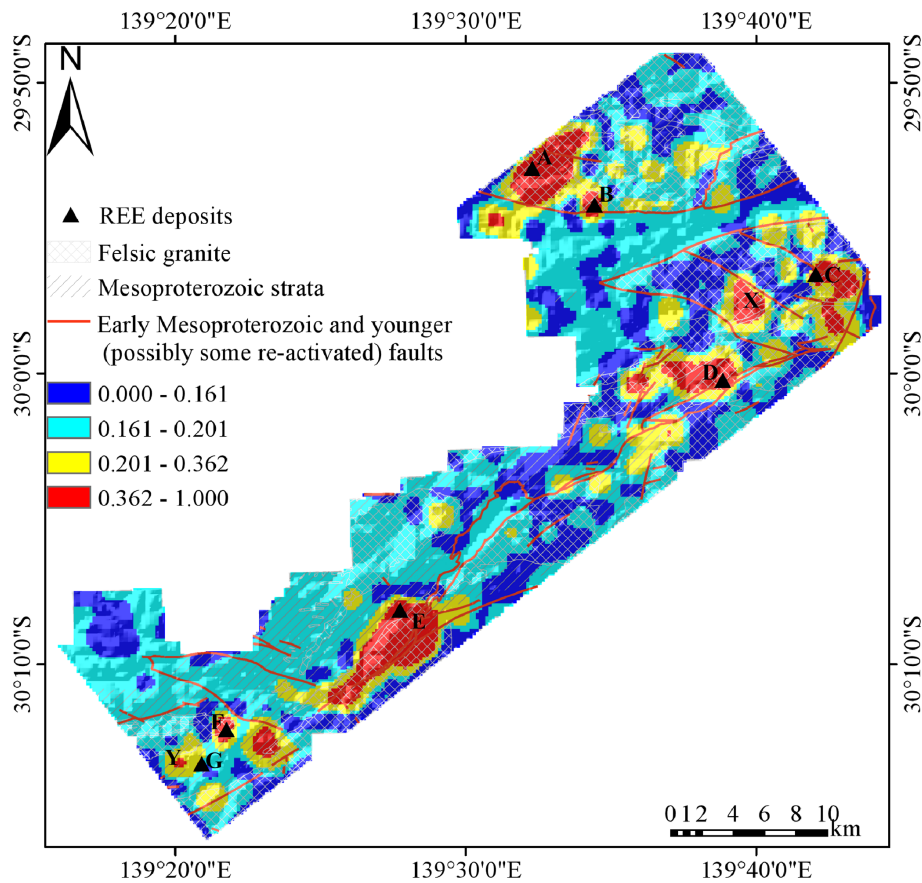 139°20'0"E 139°30'0"E 139°40'0"E
29°50'0"S 29°50'0"S
N
A
B
REE deposits
Felsic granite
Mesoproterozoic strata
C
X
Early Mesoproterozoic and younger
(possibly some re-activated) faults
D
30°0'0"S 30°0'0"S
0.000 - 0.161
0.161 - 0.201
0.201 - 0.362
0.362 - 1.000
E
30°10'0"S 30°10'0"S
F
Y G
0 1 2 4 6 8 10
km
139°20'0"E 139°30'0"E 139°40'0"E